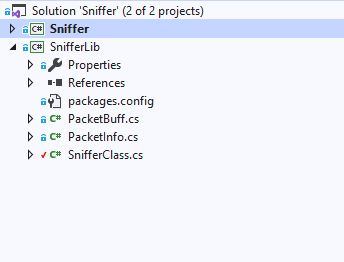 Solution 'Sniffer' (2 of 2 projects)
C# Sniffer
C# SnifferLib
Properties
References
packages.config
C# PacketBuff.cs
C# PacketInfo.cs
C# SnifferClass.cs